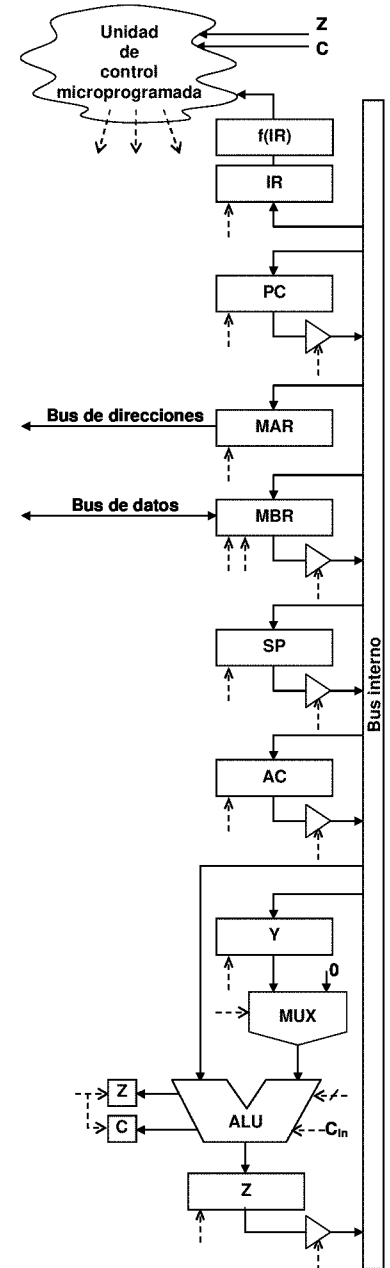 Unidad
de
control
microprogramada
Z
C
f(IR)
IR
PC
Bus de direcciones
MAR
Bus de datos
MBR
SP
Bus interno
AC
Y
0
MUX
Z
C
ALU
Cin
Z